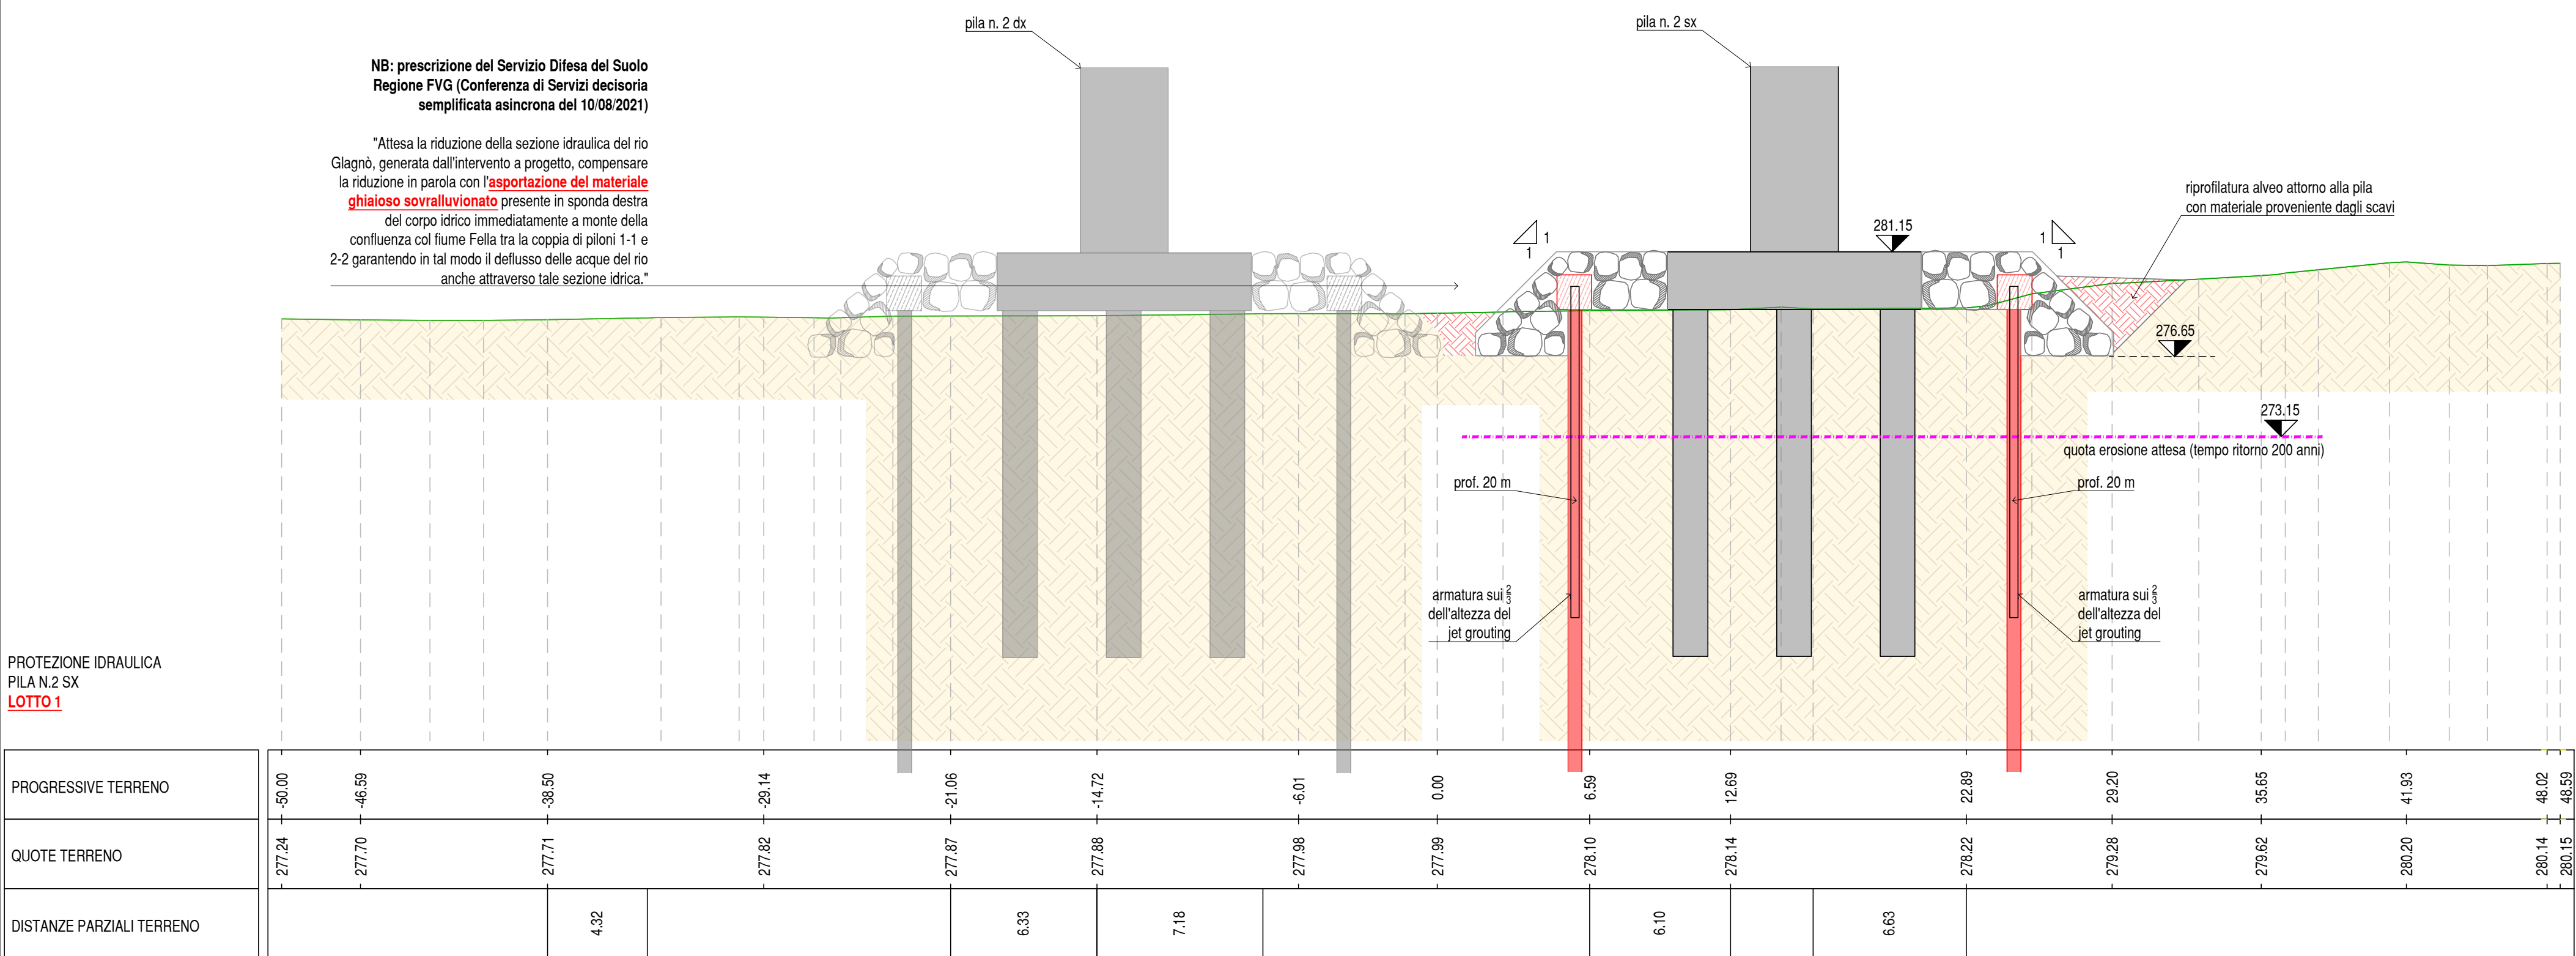 pila n. 2 dx
pila n. 2 sx
NB: prescrizione del Servizio Difesa del Suolo
Regione FVG (Conferenza di Servizi decisoria
semplificata asincrona del 10/08/2021)
"Attesa la riduzione della sezione idraulica del rio
Glagnò, generata dall'intervento a progetto, compensare
la riduzione in parola con l'asportazione del materiale
ghiaioso sovralluvionato presente in sponda destra
del corpo idrico immediatamente a monte della
confluenza col fiume Fella tra la coppia di piloni 1-1 e
2-2 garantendo in tal modo il deflusso delle acque del rio
anche attraverso tale sezione idrica."
riprofilatura alveo attorno alla pila
con materiale proveniente dagli scavi
1
1
281.15
1
1
276.65
273.15
quota erosione attesa (tempo ritorno 200 anni)
prof. 20 m
prof. 20 m
armatura sui 2/3
dell'altezza del
jet grouting
armatura sui 2/3
dell'altezza del
jet grouting
PROTEZIONE IDRAULICA
PILA N.2 SX
LOTTO 1
PROGRESSIVE TERRENO -50.00 -46.59 -38.50 -29.14 -21.06 -14.72 -6.01 0.00 6.59 12.69 22.89 29.20 35.65 41.93 48.02 48.59
QUOTE TERRENO 277.24 277.70 277.71 277.82 277.87 277.88 277.98 277.99 278.10 278.14 278.22 279.28 279.62 280.20 280.14 280.15
DISTANZE PARZIALI TERRENO 4.32 6.33 7.18 6.10 6.63